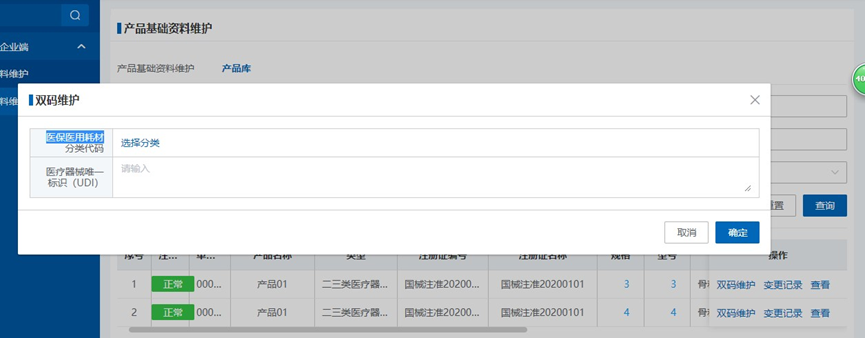 企业端
料维护
料维
产品基础资料维护
产品基础资料维护 产品库
双码维护
医保医用耗材
分类代码
选择分类
医疗器械唯一
标识（UDI）
请输入
取消 确定
重置 查询
序号 注... 单... 产品名称 类型 注册证编号 注册证名称 规格 型号 操作
1 正常 000... 产品01 二三类医疗器... 国械注准20200... 国械注准20200101 3 3 骨科 双码维护 变更记录 查看
2 正常 000... 产品01 二三类医疗器... 国械注准20200... 国械注准20200101 4 4 骨科 双码维护 变更记录 查看